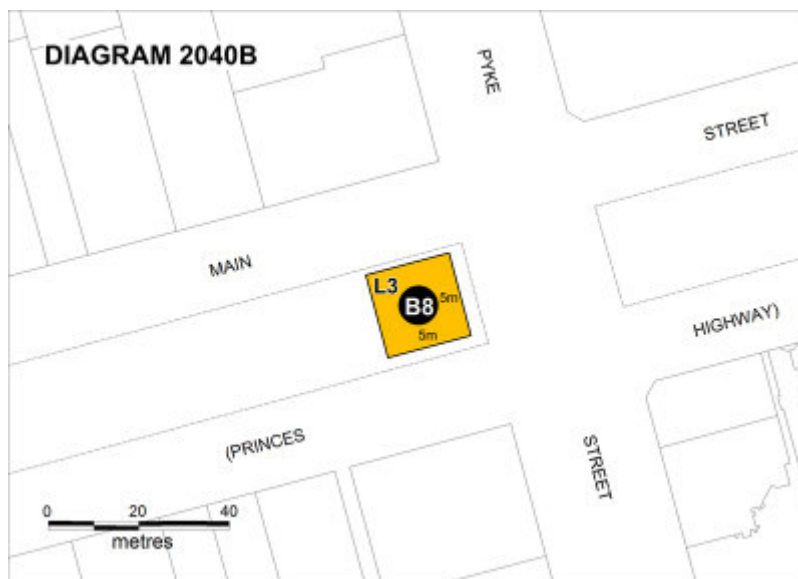 DIAGRAM 2040B
PYKE
STREET
MAIN
L3
B8
5m
5m
HIGHWAY)
(PRINCES
STREET
0 20 40
metres